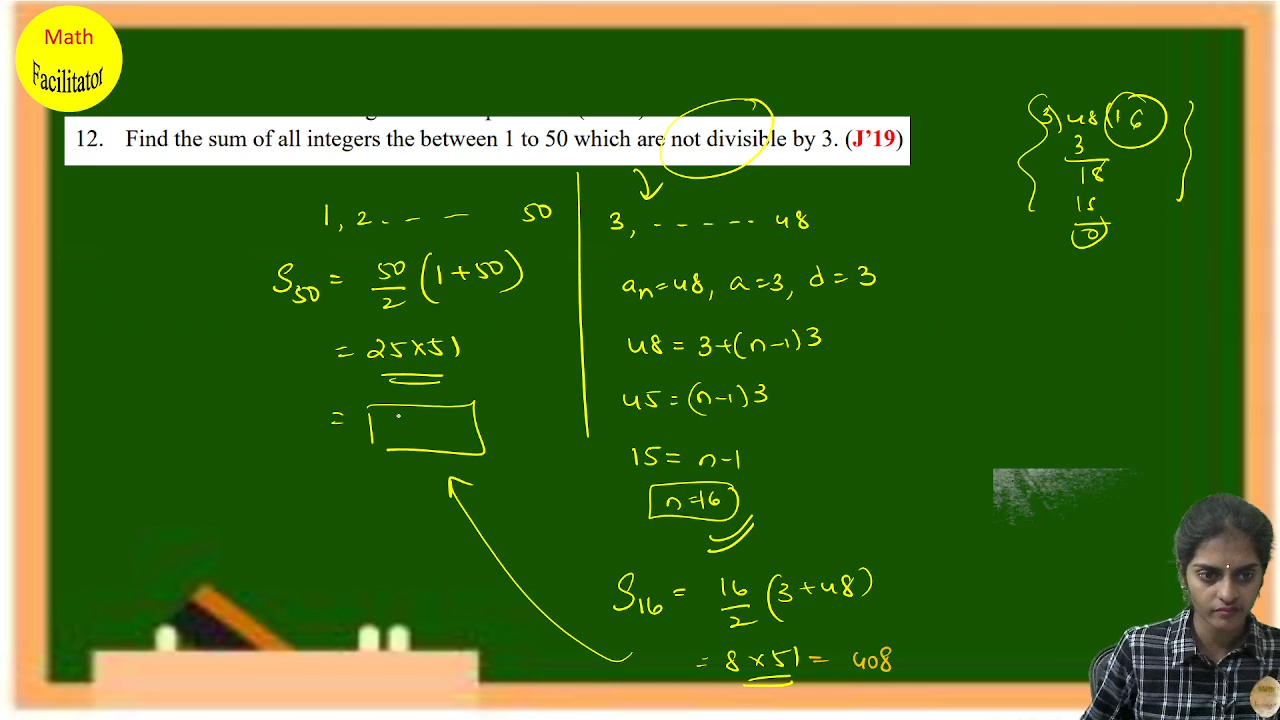 Math
Facilitator
12. Find the sum of all integers the between 1 to 50 which are not divisible by 3. (J’19)
1, 2 . - - — 50
S50 = 50/2 (1+50)
= 25×51
=
3, - - - - - .. 48
an=48, a=3, d=3
48 = 3+(n-1)3
45 = (n-1)3
15 = n-1
n=16
S16 = 16/2 (3+48)
= 8×51 = 408
3) 48 (16
3
18
18
0